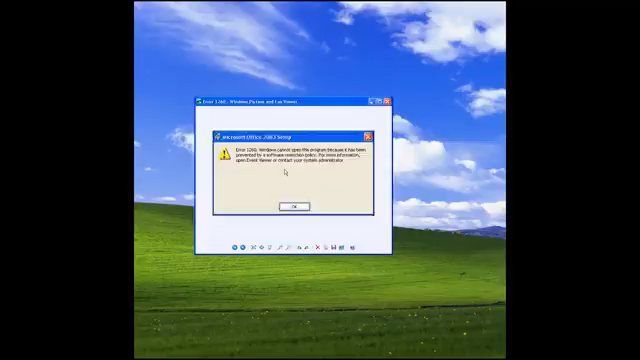 Error 1260 - Windows Picture and Fax Viewer
Microsoft Office 2003 Setup
Error 1260. Windows cannot open this program because it has been
prevented by a software restriction policy. For more information,
open Event Viewer or contact your system administrator.
OK